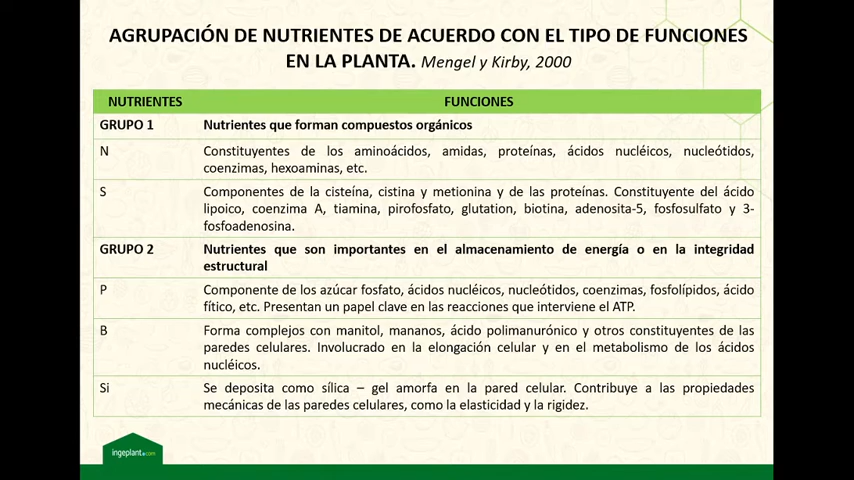 AGRUPACIÓN DE NUTRIENTES DE ACUERDO CON EL TIPO DE FUNCIONES
EN LA PLANTA. Mengel y Kirby, 2000
NUTRIENTES FUNCIONES
GRUPO 1 Nutrientes que forman compuestos orgánicos
N Constituyentes de los aminoácidos, amidas, proteínas, ácidos nucléicos, nucleótidos,
coenzimas, hexoaminas, etc.
S Componentes de la cisteína, cistina y metionina y de las proteínas. Constituyente del ácido
lipoico, coenzima A, tiamina, pirofosfato, glutation, biotina, adenosita-5, fosfosulfato y 3-
fosfoadenosina.
GRUPO 2 Nutrientes que son importantes en el almacenamiento de energía o en la integridad
estructural
P Componente de los azúcar fosfato, ácidos nucléicos, nucleótidos, coenzimas, fosfolípidos, ácido
fítico, etc. Presentan un papel clave en las reacciones que interviene el ATP.
B Forma complejos con manitol, mananos, ácido polimanurónico y otros constituyentes de las
paredes celulares. Involucrado en la elongación celular y en el metabolismo de los ácidos
nucléicos.
Si Se deposita como sílica – gel amorfa en la pared celular. Contribuye a las propiedades
mecánicas de las paredes celulares, como la elasticidad y la rigidez.
ingeplant.com